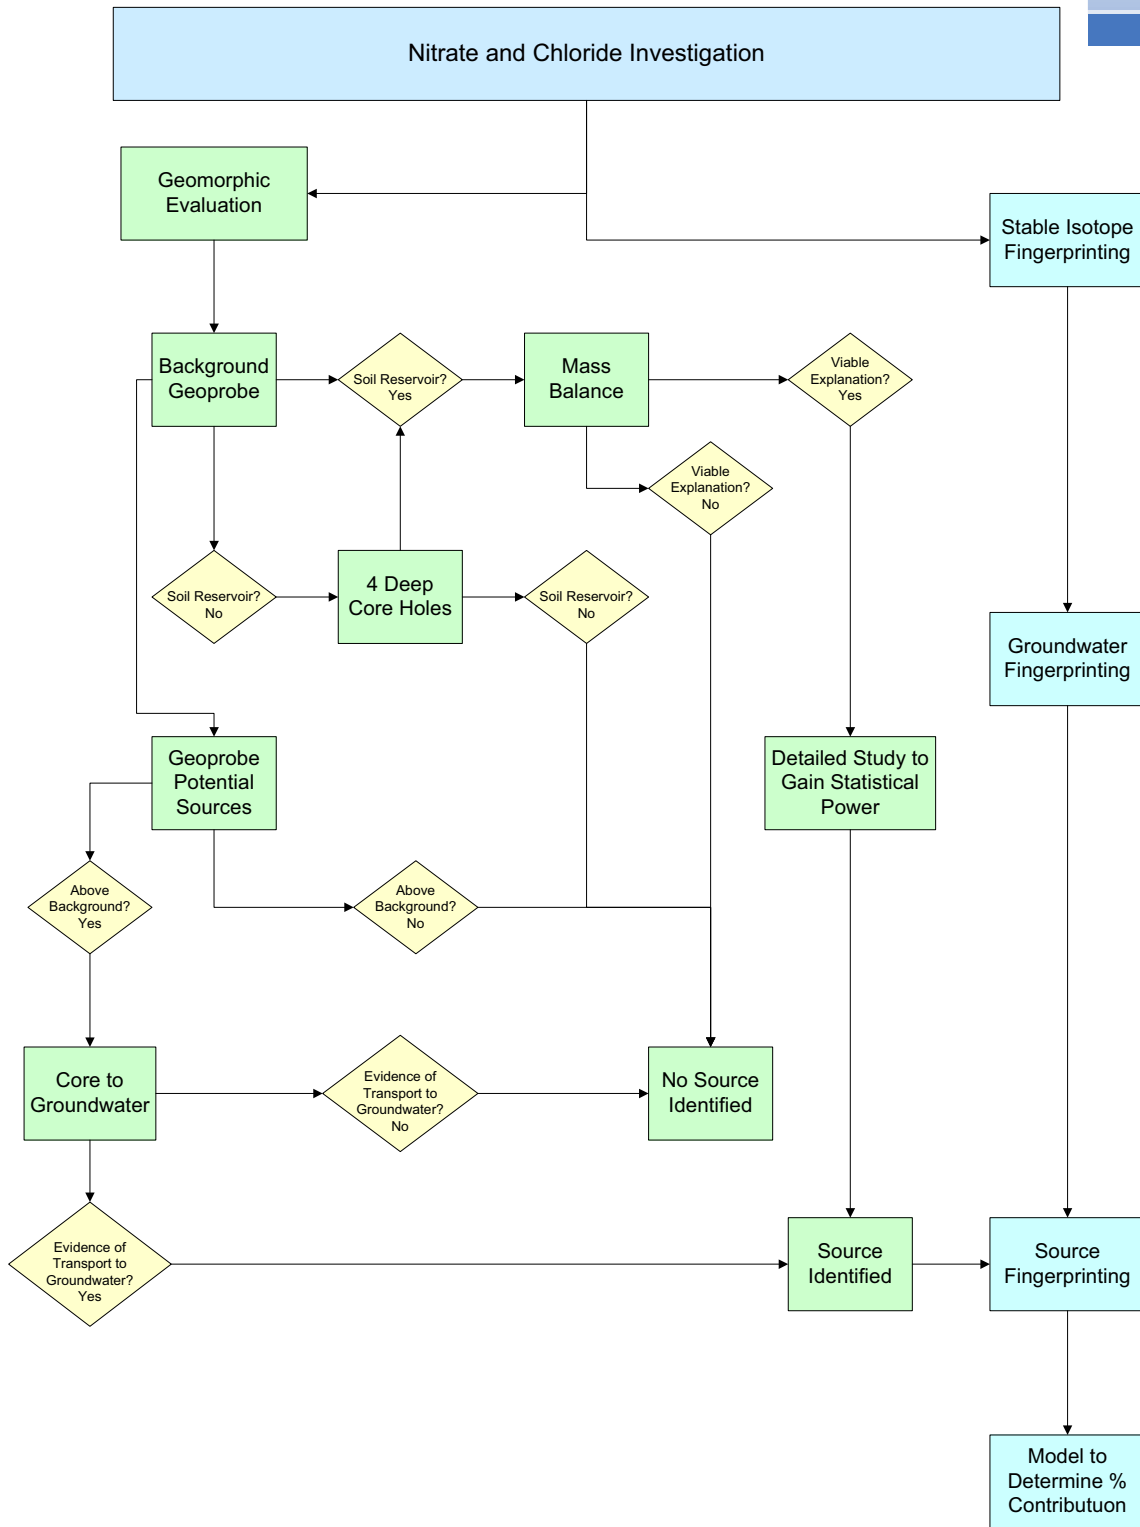 Nitrate and Chloride Investigation
Geomorphic
Evaluation
Stable Isotope
Fingerprinting
Background
Geoprobe
Soil Reservoir?
Yes
Mass
Balance
Viable
Explanation?
Yes
Viable
Explanation?
No
Soil Reservoir?
No
4 Deep
Core Holes
Soil Reservoir?
No
Groundwater
Fingerprinting
Geoprobe
Potential
Sources
Detailed Study to
Gain Statistical
Power
Above
Background?
Yes
Above
Background?
No
Core to
Groundwater
Evidence of
Transport to
Groundwater?
No
No Source
Identified
Evidence of
Transport to
Groundwater?
Yes
Source
Identified
Source
Fingerprinting
Model to
Determine %
Contributuon